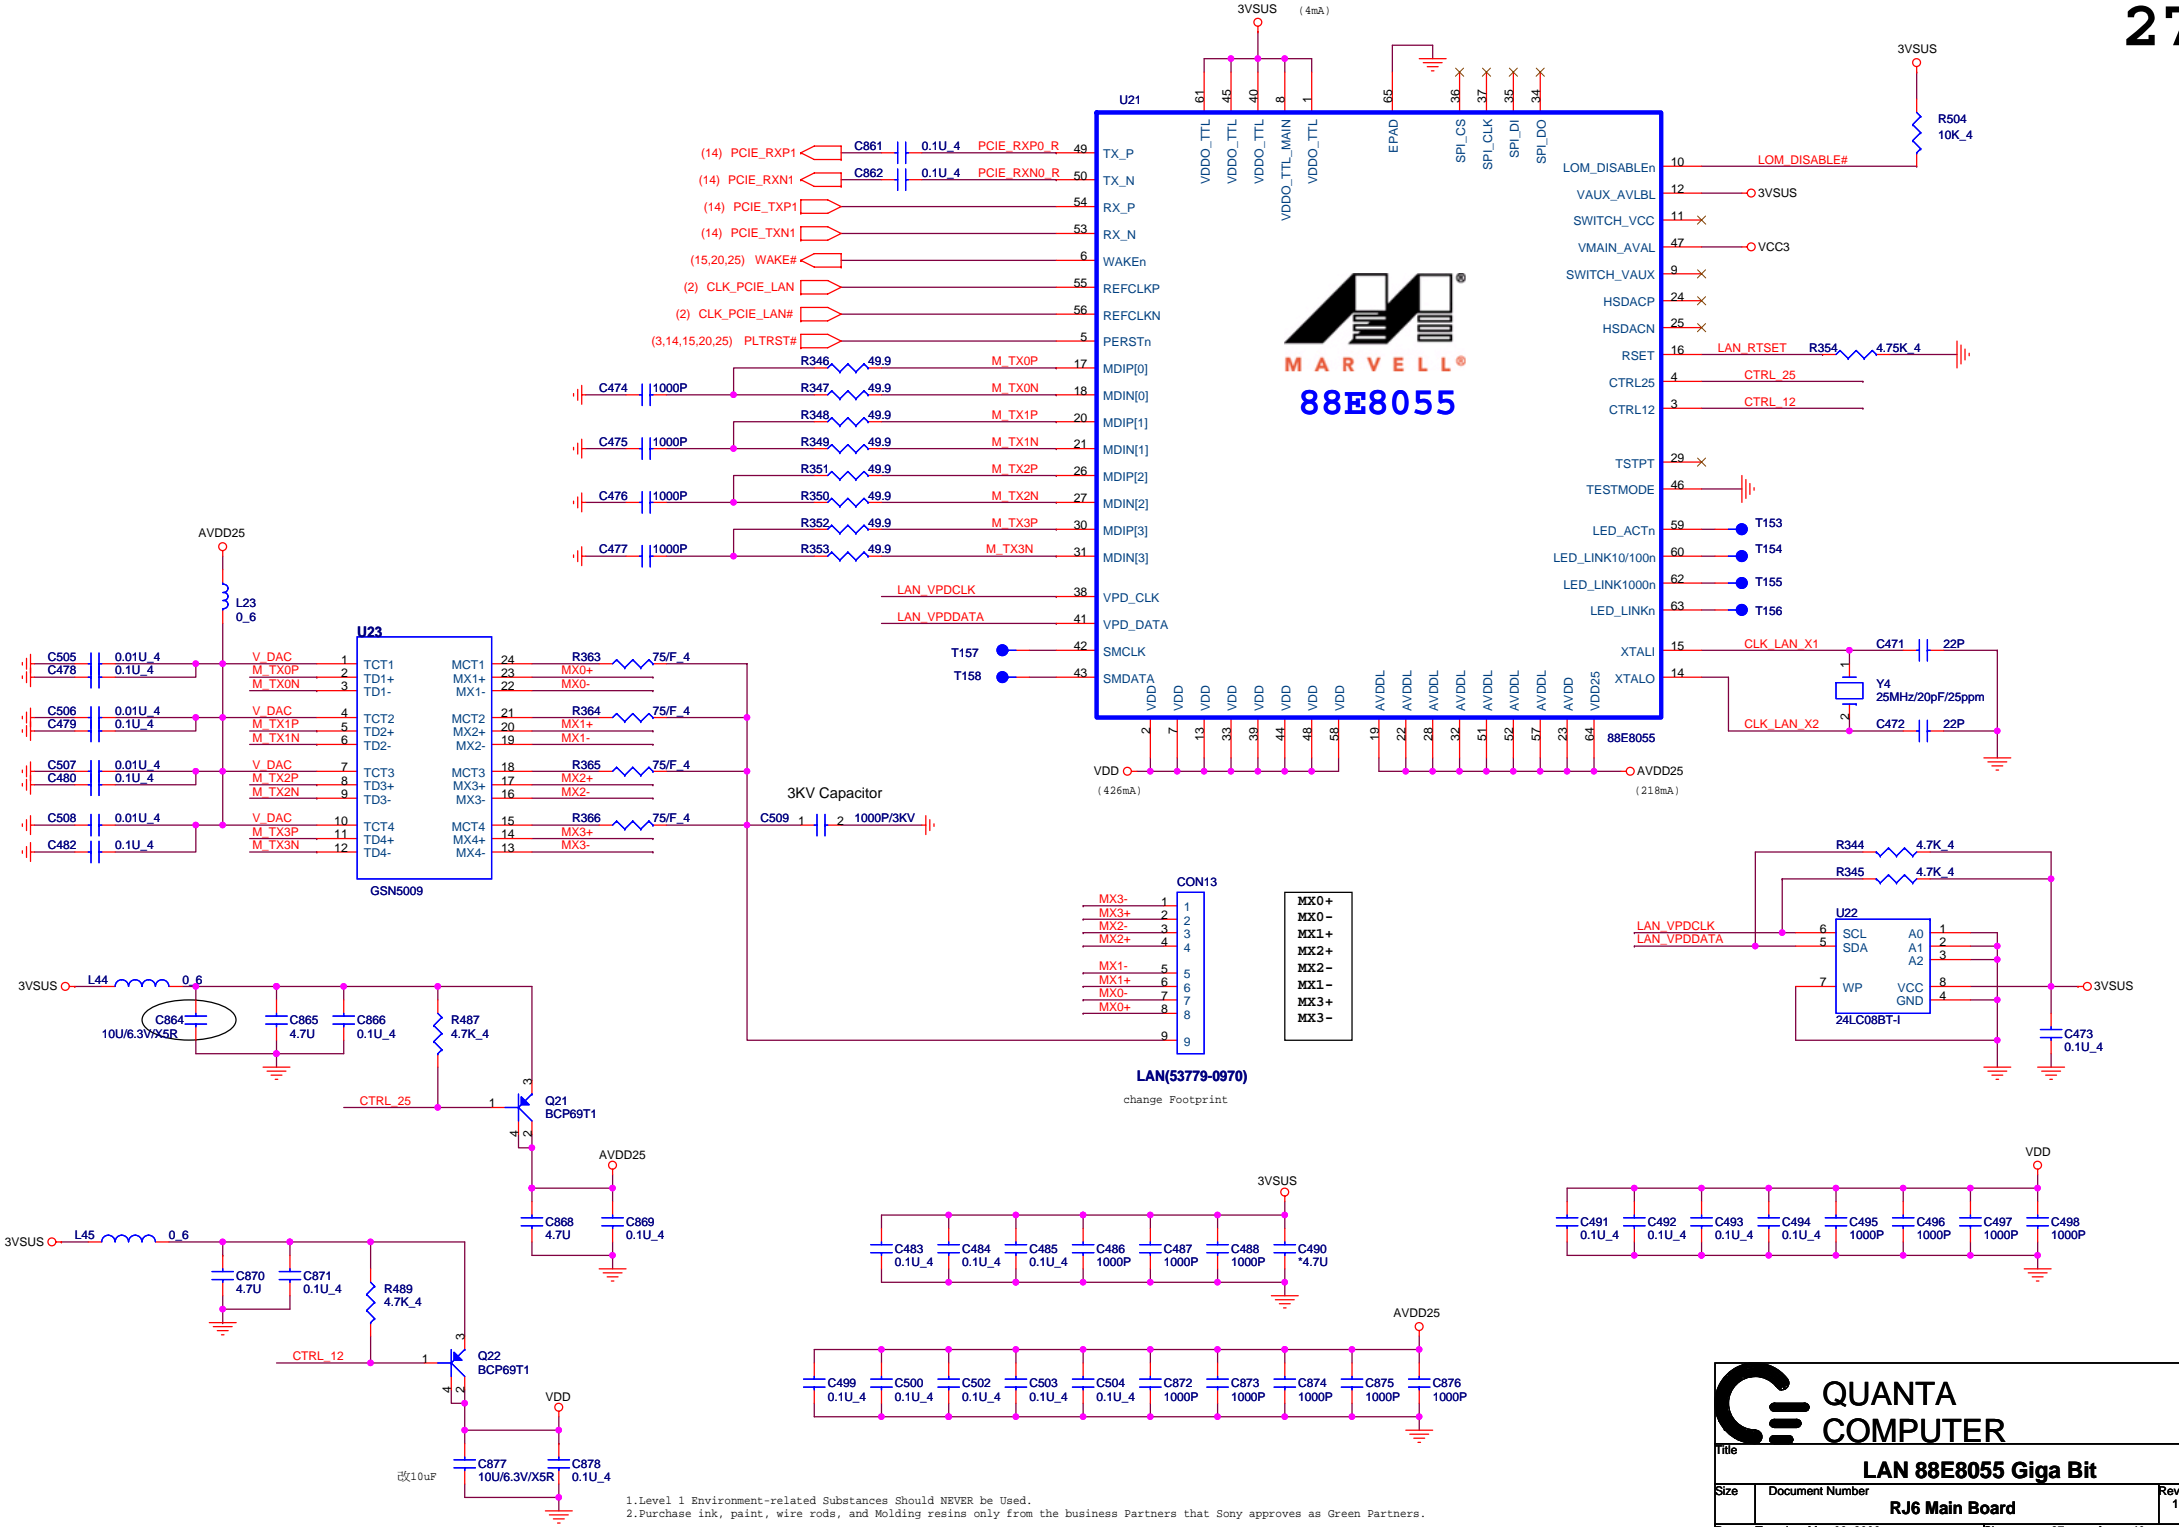 27
3VSUS (4mA)
3VSUS
U21
61 45 40 8 1 65 36 37 35 34
VDDO_TTL VDDO_TTL VDDO_TTL VDDO_TTL_MAIN VDDO_TTL EPAD SPI_CS SPI_CLK SPI_DI SPI_DO
R504
10K_4
(14) PCIE_RXP1 C861 0.1U_4 PCIE_RXP0_R 49 TX_P
(14) PCIE_RXN1 C862 0.1U_4 PCIE_RXN0_R 50 TX_N
(14) PCIE_TXP1 54 RX_P
(14) PCIE_TXN1 53 RX_N
(15,20,25) WAKE# 6 WAKEn
(2) CLK_PCIE_LAN 55 REFCLKP
(2) CLK_PCIE_LAN# 56 REFCLKN
(3,14,15,20,25) PLTRST# 5 PERSTn
R346 49.9 M_TX0P 17 MDIP[0]
C474 1000P R347 49.9 M_TX0N 18 MDIN[0]
R348 49.9 M_TX1P 20 MDIP[1]
C475 1000P R349 49.9 M_TX1N 21 MDIN[1]
R351 49.9 M_TX2P 26 MDIP[2]
C476 1000P R350 49.9 M_TX2N 27 MDIN[2]
R352 49.9 M_TX3P 30 MDIP[3]
C477 1000P R353 49.9 M_TX3N 31 MDIN[3]
LAN_VPDCLK 38 VPD_CLK
LAN_VPDDATA 41 VPD_DATA
T157 42 SMCLK
T158 43 SMDATA
MARVELL®
88E8055
LOM_DISABLEn 10 LOM_DISABLE#
VAUX_AVLBL 12 3VSUS
SWITCH_VCC 11
VMAIN_AVAL 47 VCC3
SWITCH_VAUX 9
HSDACP 24
HSDACN 25
RSET 16 LAN_RTSET R354 4.75K_4
CTRL25 4 CTRL_25
CTRL12 3 CTRL_12
TSTPT 29
TESTMODE 46
LED_ACTn 59 T153
LED_LINK10/100n 60 T154
LED_LINK1000n 62 T155
LED_LINKn 63 T156
XTALI 15 CLK_LAN_X1 C471 22P
1 Y4
25MHz/20pF/25ppm
2
XTALO 14 CLK_LAN_X2 C472 22P
VDD VDD VDD VDD VDD VDD VDD VDD AVDDL AVDDL AVDDL AVDDL AVDDL AVDDL AVDDL AVDD VDD25
2 7 13 33 39 44 48 58 19 22 28 32 51 52 57 23 64
88E8055
VDD
(426mA)
AVDD25
(218mA)
AVDD25
L23
0_6
U23
C505 0.01U_4 V_DAC 1 TCT1 MCT1 24 R363 75/F_4
C478 0.1U_4 M_TX0P 2 TD1+ MX1+ 23 MX0+
M_TX0N 3 TD1- MX1- 22 MX0-
C506 0.01U_4 V_DAC 4 TCT2 MCT2 21 R364 75/F_4
C479 0.1U_4 M_TX1P 5 TD2+ MX2+ 20 MX1+
M_TX1N 6 TD2- MX2- 19 MX1-
C507 0.01U_4 V_DAC 7 TCT3 MCT3 18 R365 75/F_4
C480 0.1U_4 M_TX2P 8 TD3+ MX3+ 17 MX2+
M_TX2N 9 TD3- MX3- 16 MX2-
C508 0.01U_4 V_DAC 10 TCT4 MCT4 15 R366 75/F_4
M_TX3P 11 TD4+ MX4+ 14 MX3+
C482 0.1U_4 M_TX3N 12 TD4- MX4- 13 MX3-
GSN5009
3KV Capacitor
C509 1 2 1000P/3KV
CON13
MX3- 1 1
MX3+ 2 2
MX2- 3 3
MX2+ 4 4
MX1- 5 5
MX1+ 6 6
MX0- 7 7
MX0+ 8 8
9 9
LAN(53779-0970)
change Footprint
MX0+
MX0-
MX1+
MX2+
MX2-
MX1-
MX3+
MX3-
R344 4.7K_4
R345 4.7K_4
U22
LAN_VPDCLK 6 SCL A0 1
LAN_VPDDATA 5 SDA A1 2
A2 3
7 WP VCC 8 3VSUS
GND 4
24LC08BT-I
C473
0.1U_4
3VSUS L44 0_6
C864
10U/6.3V/X5R
C865
4.7U
C866
0.1U_4
R487
4.7K_4
CTRL_25 1 3 4 2
Q21
BCP69T1
AVDD25
C868
4.7U
C869
0.1U_4
3VSUS L45 0_6
C870
4.7U
C871
0.1U_4
R489
4.7K_4
CTRL_12 1 3 4 2
Q22
BCP69T1
VDD
改10uF
C877
10U/6.3V/X5R
C878
0.1U_4
3VSUS
C483 C484 C485 C486 C487 C488 C490
0.1U_4 0.1U_4 0.1U_4 1000P 1000P 1000P *4.7U
AVDD25
C499 C500 C502 C503 C504 C872 C873 C874 C875 C876
0.1U_4 0.1U_4 0.1U_4 0.1U_4 0.1U_4 1000P 1000P 1000P 1000P 1000P
VDD
C491 C492 C493 C494 C495 C496 C497 C498
0.1U_4 0.1U_4 0.1U_4 0.1U_4 1000P 1000P 1000P 1000P
1.Level 1 Environment-related Substances Should NEVER be Used.
2.Purchase ink, paint, wire rods, and Molding resins only from the business Partners that Sony approves as Green Partners.
QUANTA
COMPUTER
Title
LAN 88E8055 Giga Bit
Size Document Number Rev
RJ6 Main Board 1